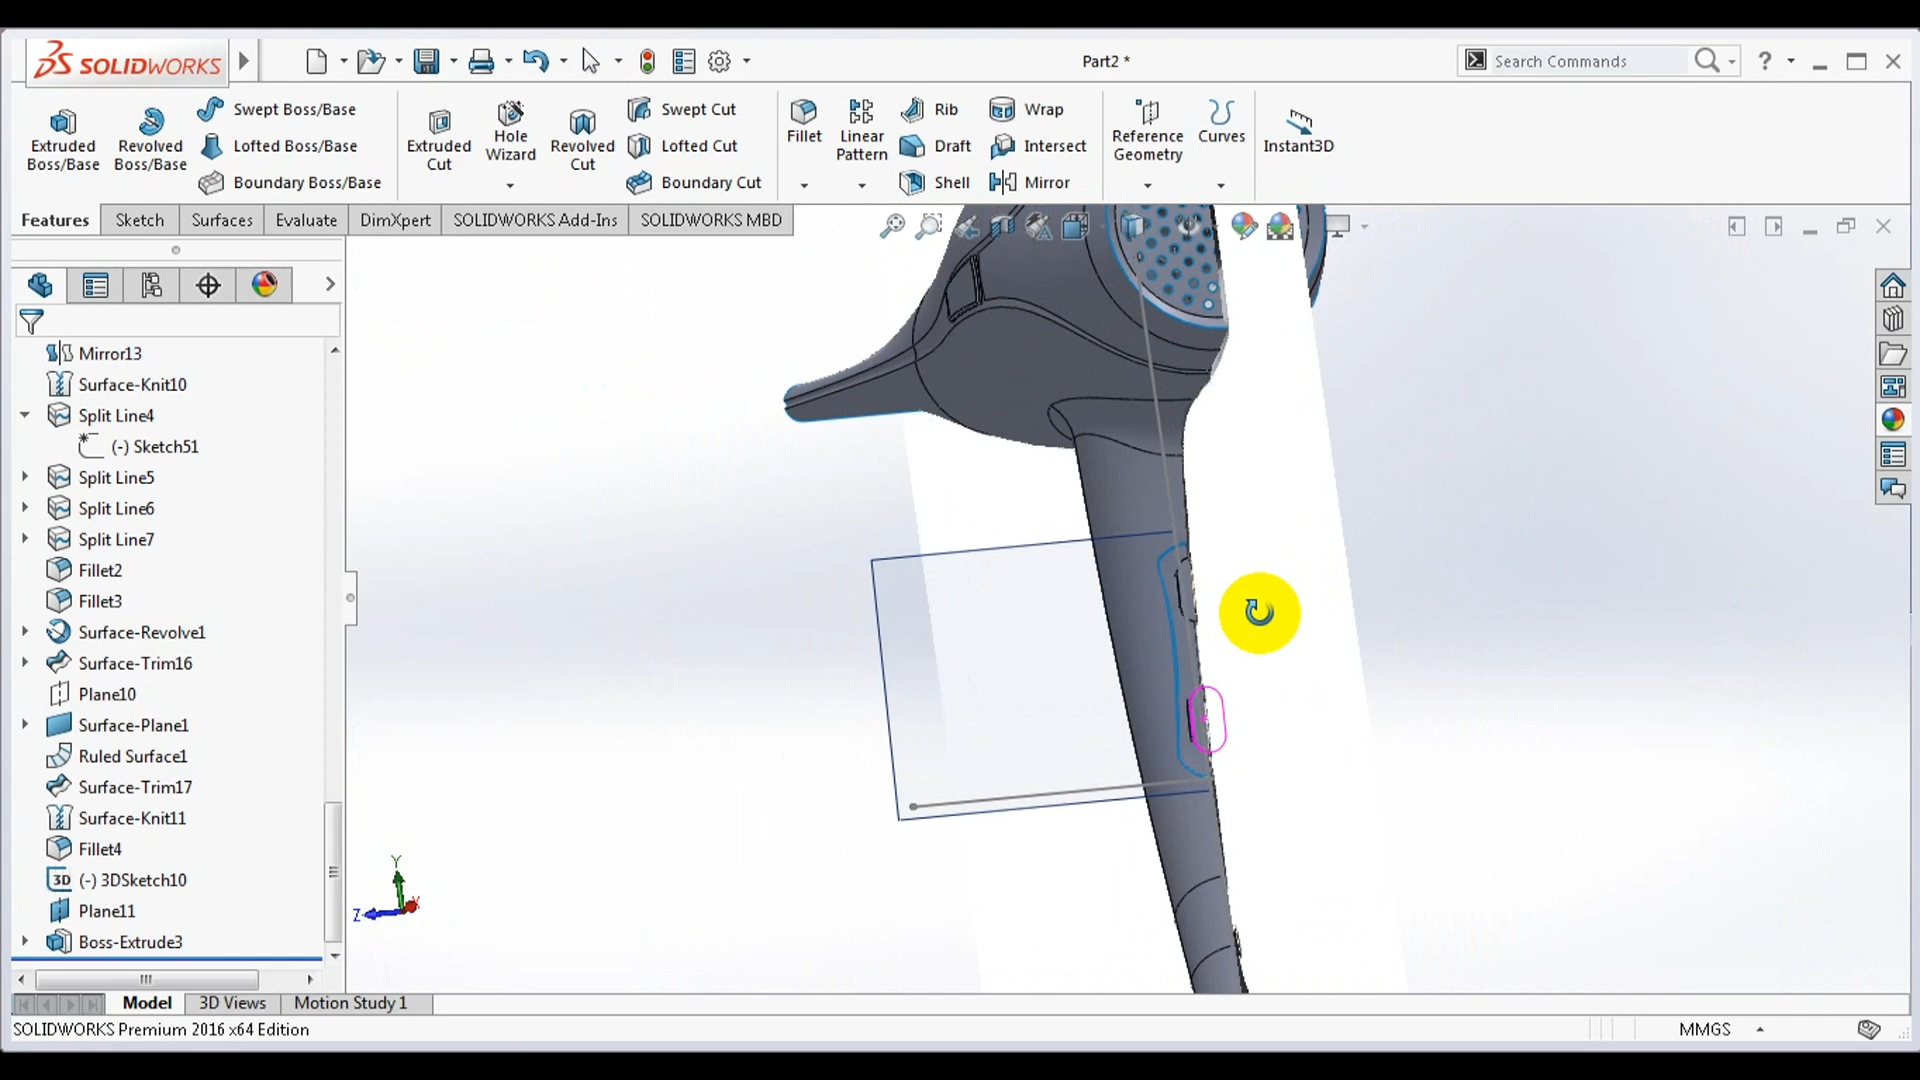 SOLIDWORKS
Part2 *
Search Commands
?
Extruded Boss/Base
Revolved Boss/Base
Swept Boss/Base
Lofted Boss/Base
Boundary Boss/Base
Extruded Cut
Hole Wizard
Revolved Cut
Swept Cut
Lofted Cut
Boundary Cut
Fillet
Linear Pattern
Rib
Draft
Shell
Wrap
Intersect
Mirror
Reference Geometry
Curves
Instant3D
Features
Sketch
Surfaces
Evaluate
DimXpert
SOLIDWORKS Add-Ins
SOLIDWORKS MBD
Mirror13
Surface-Knit10
Split Line4
(-) Sketch51
Split Line5
Split Line6
Split Line7
Fillet2
Fillet3
Surface-Revolve1
Surface-Trim16
Plane10
Surface-Plane1
Ruled Surface1
Surface-Trim17
Surface-Knit11
Fillet4
3D (-) 3DSketch10
Plane11
Boss-Extrude3
Y
Z
X
Model
3D Views
Motion Study 1
SOLIDWORKS Premium 2016 x64 Edition
MMGS